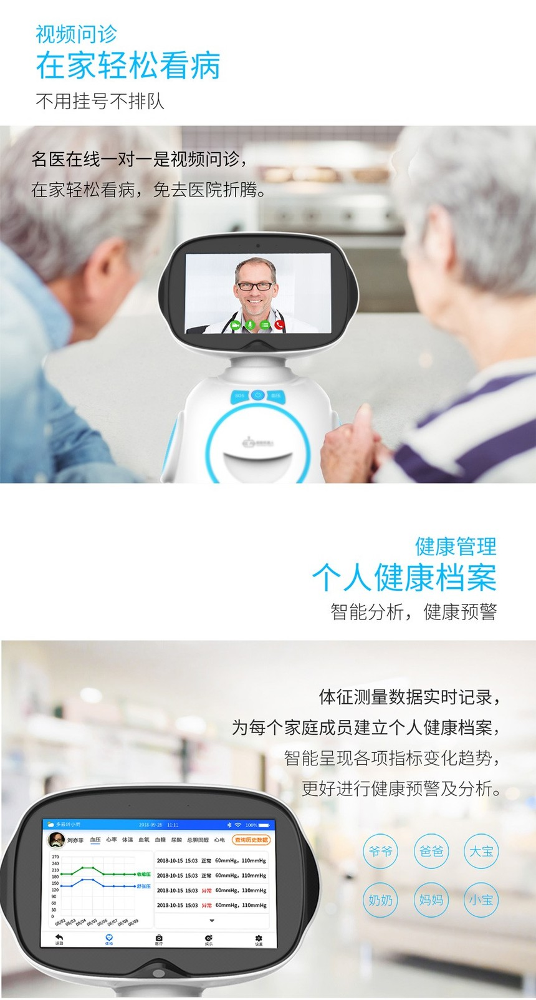 视频问诊
在家轻松看病
不用挂号不排队
名医在线一对一是视频问诊，
在家轻松看病，免去医院折腾。
SOS
血压
健康管理
个人健康档案
智能分析，健康预警
体征测量数据实时记录，
为每个家庭成员建立个人健康档案，
智能呈现各项指标变化趋势，
更好进行健康预警及分析。
多云转小雨 2018-09-28 11:11 100%
刘亦菲 血压 心率 体温 血氧 血糖 尿酸 总胆固醇 心电 查询历史数据
270
240
210
180
150
120
90
60
30
0
收缩压
舒张压
08/02 08/03 08/04 08/05 08/06 08/07 08/08 08/09
2018-10-15 15:03 正常 60mmHg，110mmHg
2018-10-15 15:03 正常 60mmHg，110mmHg
2018-10-15 15:03 异常 60mmHg，110mmHg
2018-10-15 15:03 异常 60mmHg，110mmHg
返回 体检 医疗 娱乐 设置
爷爷 爸爸 大宝
奶奶 妈妈 小宝